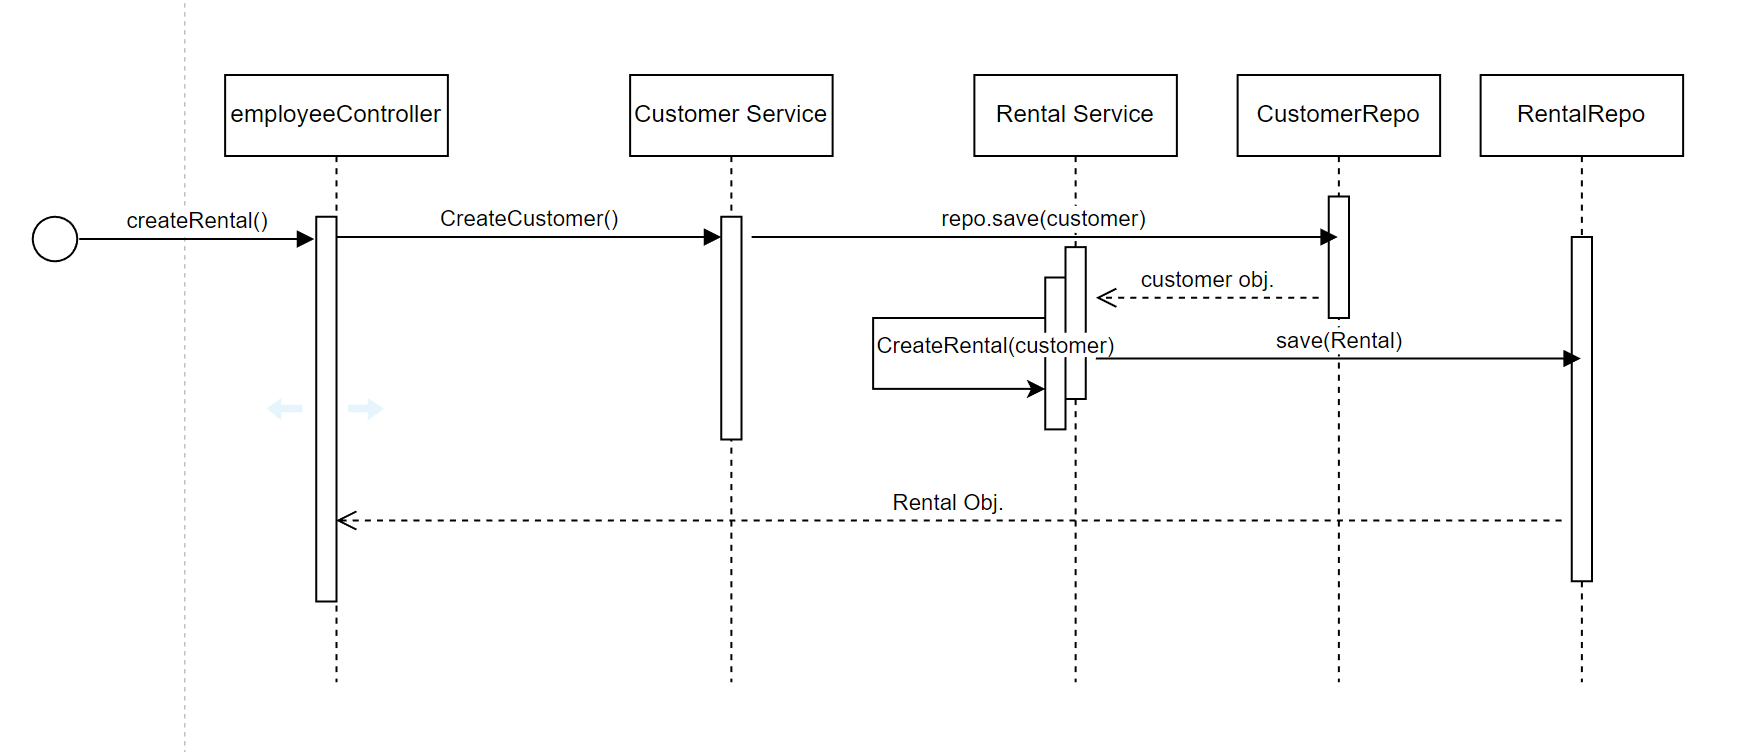 employeeController
Customer Service
Rental Service
CustomerRepo
RentalRepo
createRental()
CreateCustomer()
repo.save(customer)
customer obj.
CreateRental(customer)
save(Rental)
Rental Obj.